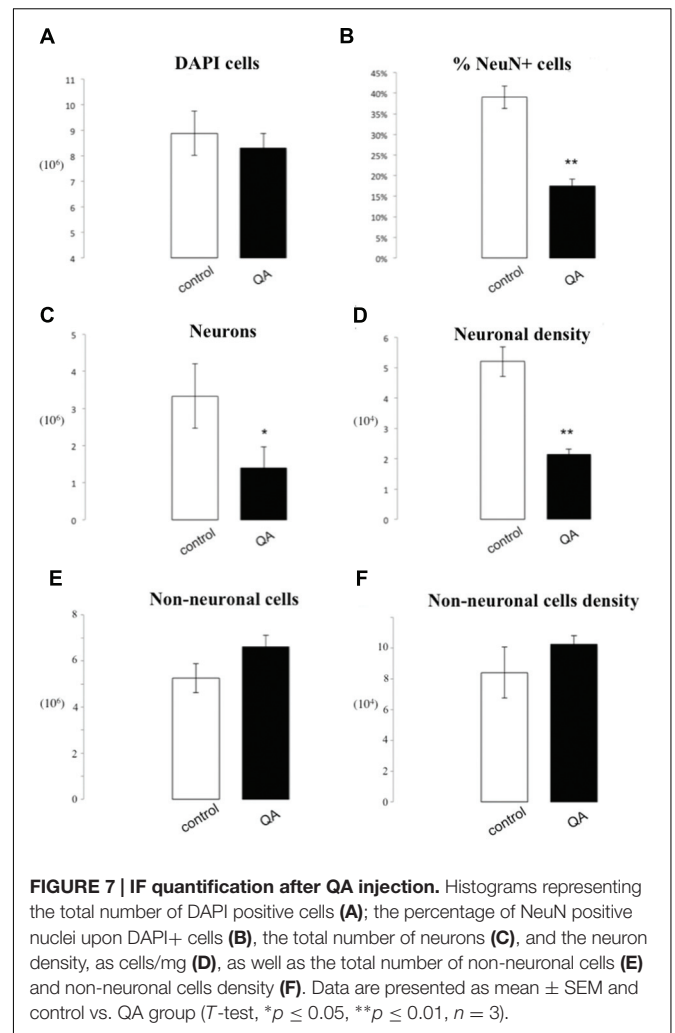 A
DAPI cells
11
10
9
8
7
6
5
4
(10⁶)
control
QA
B
% NeuN+ cells
45%
40%
35%
30%
25%
20%
15%
10%
5%
0%
**
control
QA
C
Neurons
5
4
3
2
1
0
(10⁶)
*
control
QA
D
Neuronal density
6
5
4
3
2
1
0
(10⁴)
**
control
QA
E
Non-neuronal cells
8
6
4
2
0
(10⁶)
control
QA
F
Non-neuronal cells density
10
8
6
4
2
0
(10⁴)
control
QA
FIGURE 7 | IF quantification after QA injection. Histograms representing
the total number of DAPI positive cells (A); the percentage of NeuN positive
nuclei upon DAPI+ cells (B), the total number of neurons (C), and the neuron
density, as cells/mg (D), as well as the total number of non-neuronal cells (E)
and non-neuronal cells density (F). Data are presented as mean ± SEM and
control vs. QA group (T-test, *p ≤ 0.05, **p ≤ 0.01, n = 3).